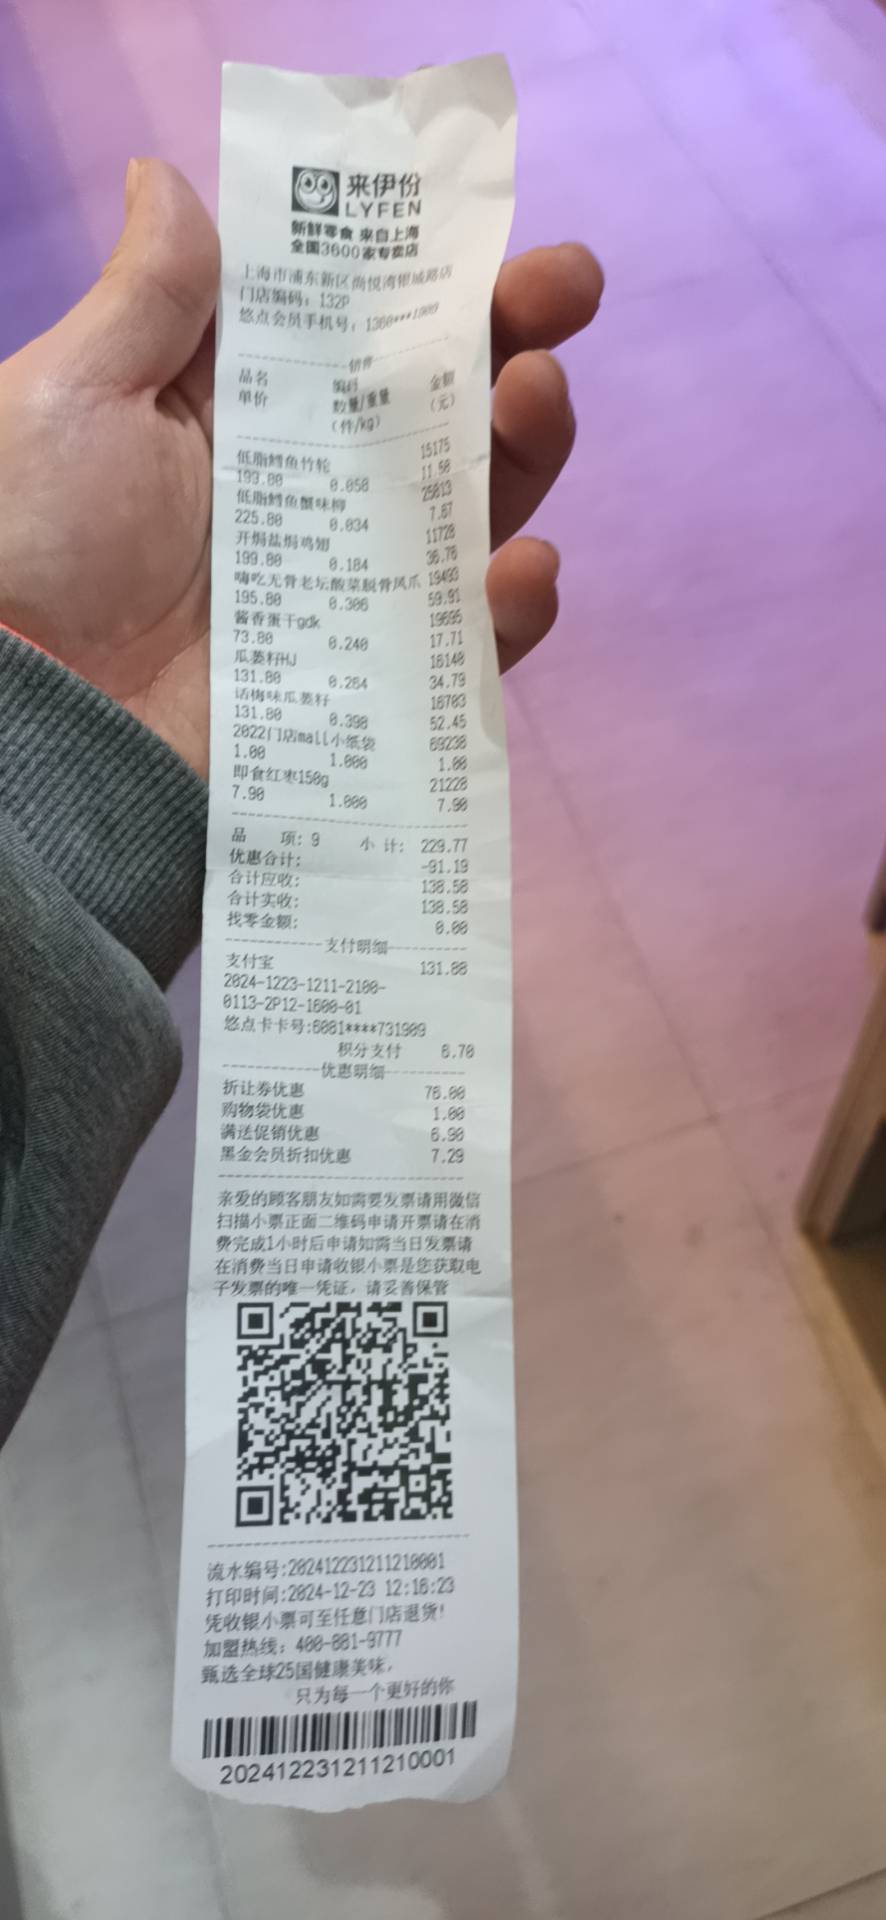 来伊份
LYFEN
新鲜零食 来自上海
全国3600家专卖店
上海市浦东新区尚悦湾银城路店
门店编码：132P
悠点会员手机号：1360***1909
销售
品名 编码 金额
单价 数量/重量 （元）
（件/kg）
低脂鳕鱼竹轮 15175
199.80 0.058 11.58
低脂鳕鱼蟹味柳 25013
225.80 0.034 7.67
开焗盐焗鸡翅 11728
199.80 0.184 36.76
嗨吃无骨老坛酸菜脱骨凤爪 19493
195.80 0.306 59.91
酱香蛋干gdk 19695
73.80 0.240 17.71
瓜蒌籽HJ 16140
131.80 0.264 34.79
话梅味瓜蒌籽 16703
131.80 0.398 52.45
2022门店mall小纸袋 69238
1.00 1.000 1.00
即食红枣150g 21228
7.90 1.000 7.90
品 项: 9 小 计: 229.77
优惠合计: -91.19
合计应收: 138.58
合计实收: 138.58
找零金额: 0.00
支付明细
支付宝 131.88
2024-1223-1211-2100-
0113-2P12-1600-01
悠点卡卡号:6081****731909
积分支付 6.70
优惠明细
折让券优惠 76.00
购物袋优惠 1.00
满送促销优惠 6.90
黑金会员折扣优惠 7.29
亲爱的顾客朋友如需要发票请用微信
扫描小票正面二维码申请开票请在消
费完成1小时后申请如需当日发票请
在消费当日申请收银小票是您获取电
子发票的唯一凭证，请妥善保管
流水编号:202412231211210001
打印时间:2024-12-23 12:16:23
凭收银小票可至任意门店退货!
加盟热线：400-881-9777
甄选全球25国健康美味，
只为每一个更好的你
202412231211210001